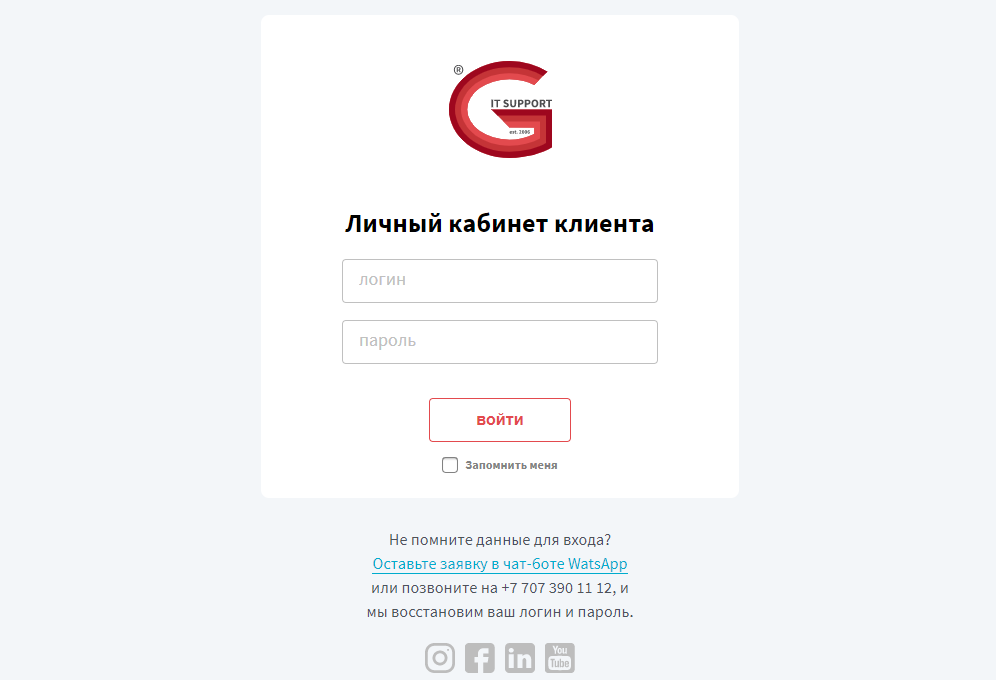 ®
IT SUPPORT
est. 2006
Личный кабинет клиента
логин
пароль
войти
Запомнить меня
Не помните данные для входа?
Оставьте заявку в чат-боте WatsApp
или позвоните на +7 707 390 11 12, и
мы восстановим ваш логин и пароль.
in
You
Tube